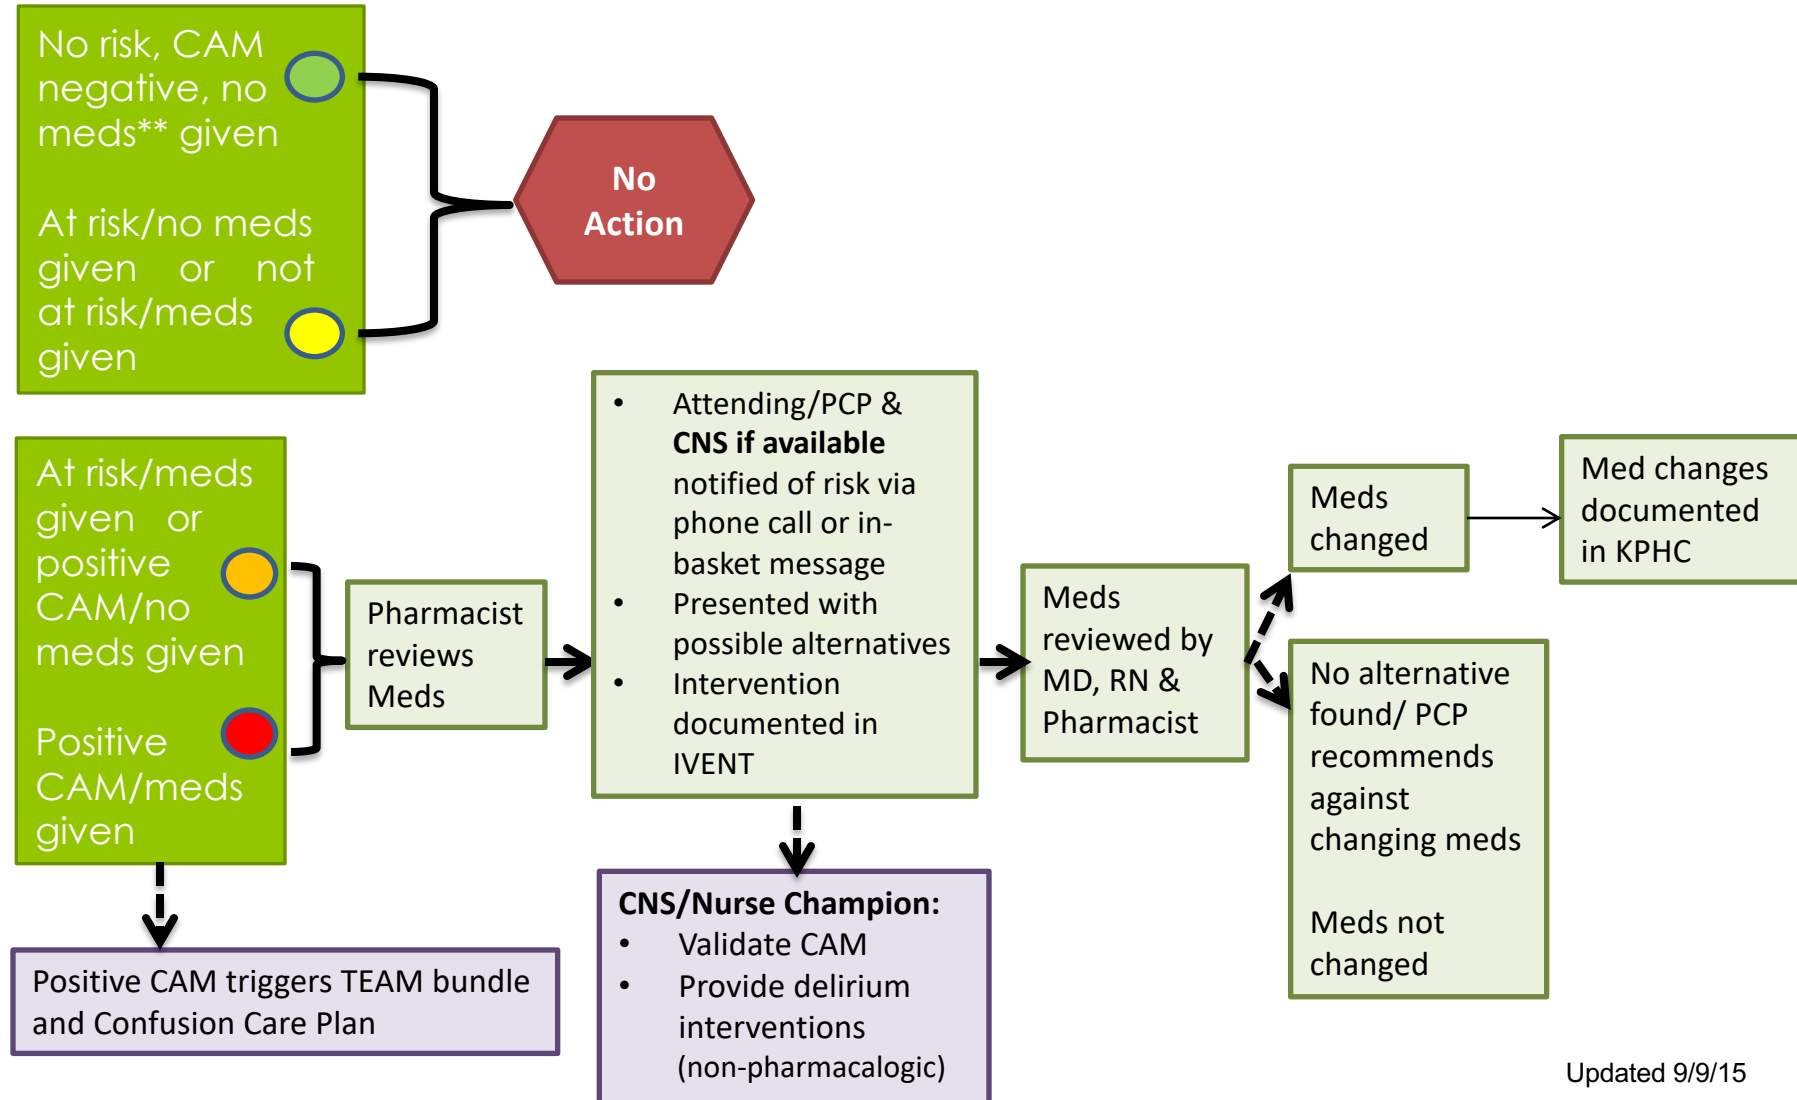 No risk, CAM
negative, no
meds** given
At risk/no meds
given or not
at risk/meds
given
No
Action
At risk/meds
given or
positive
CAM/no
meds given
Positive
CAM/meds
given
Pharmacist
reviews
Meds
• Attending/PCP &
CNS if available
notified of risk via
phone call or in-
basket message
• Presented with
possible alternatives
• Intervention
documented in
IVENT
Meds
reviewed by
MD, RN &
Pharmacist
Meds
changed
Med changes
documented
in KPHC
No alternative
found/ PCP
recommends
against
changing meds
Meds not
changed
Positive CAM triggers TEAM bundle
and Confusion Care Plan
CNS/Nurse Champion:
• Validate CAM
• Provide delirium
interventions
(non-pharmacalogic)
Updated 9/9/15